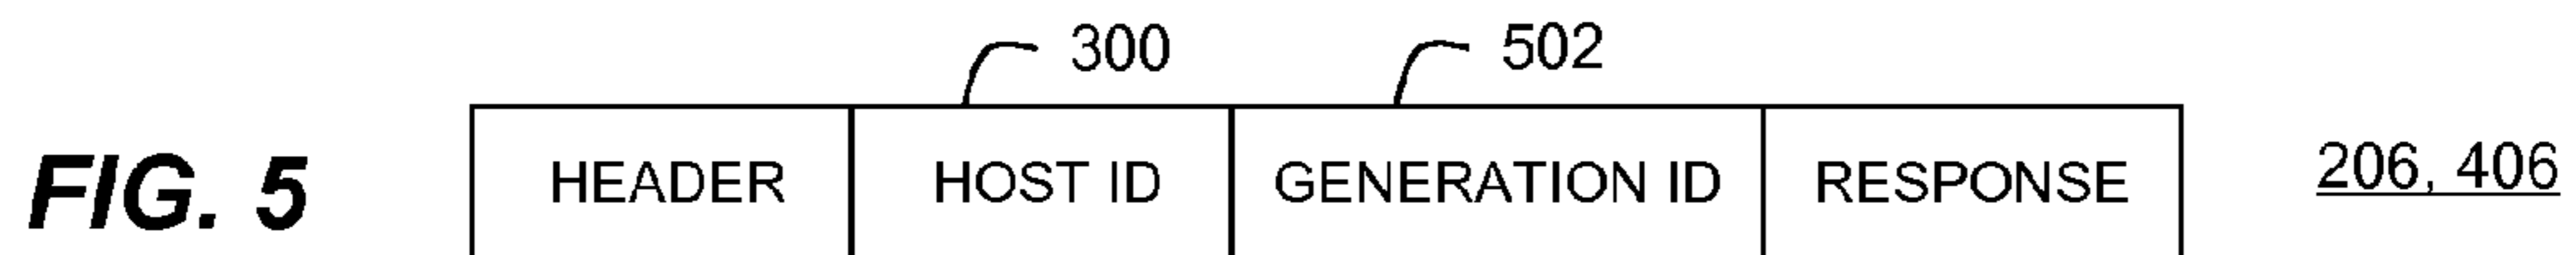 300 502
FIG. 5 HEADER HOST ID GENERATION ID RESPONSE 206, 406